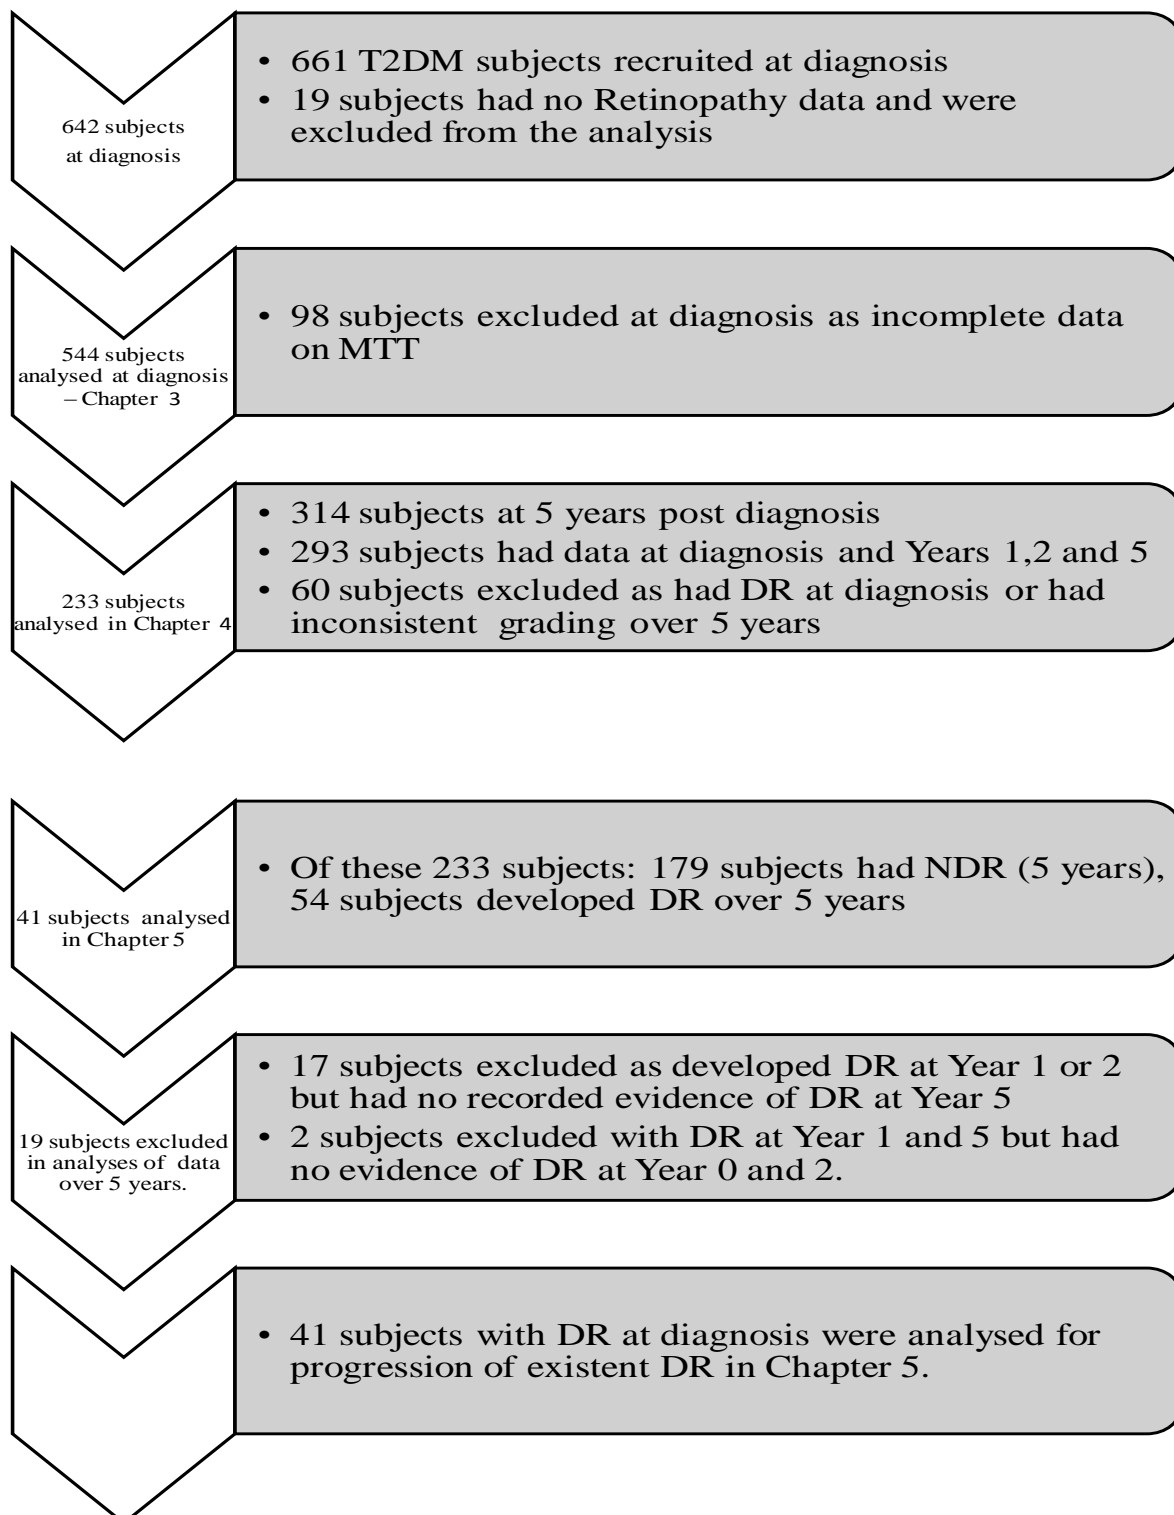 642 subjects
at diagnosis
• 661 T2DM subjects recruited at diagnosis
• 19 subjects had no Retinopathy data and were
excluded from the analysis
544 subjects
analysed at diagnosis
– Chapter 3
• 98 subjects excluded at diagnosis as incomplete data
on MTT
233 subjects
analysed in Chapter 4
• 314 subjects at 5 years post diagnosis
• 293 subjects had data at diagnosis and Years 1,2 and 5
• 60 subjects excluded as had DR at diagnosis or had
inconsistent grading over 5 years
41 subjects analysed
in Chapter 5
• Of these 233 subjects: 179 subjects had NDR (5 years),
54 subjects developed DR over 5 years
19 subjects excluded
in analyses of data
over 5 years.
• 17 subjects excluded as developed DR at Year 1 or 2
but had no recorded evidence of DR at Year 5
• 2 subjects excluded with DR at Year 1 and 5 but had
no evidence of DR at Year 0 and 2.
• 41 subjects with DR at diagnosis were analysed for
progression of existent DR in Chapter 5.